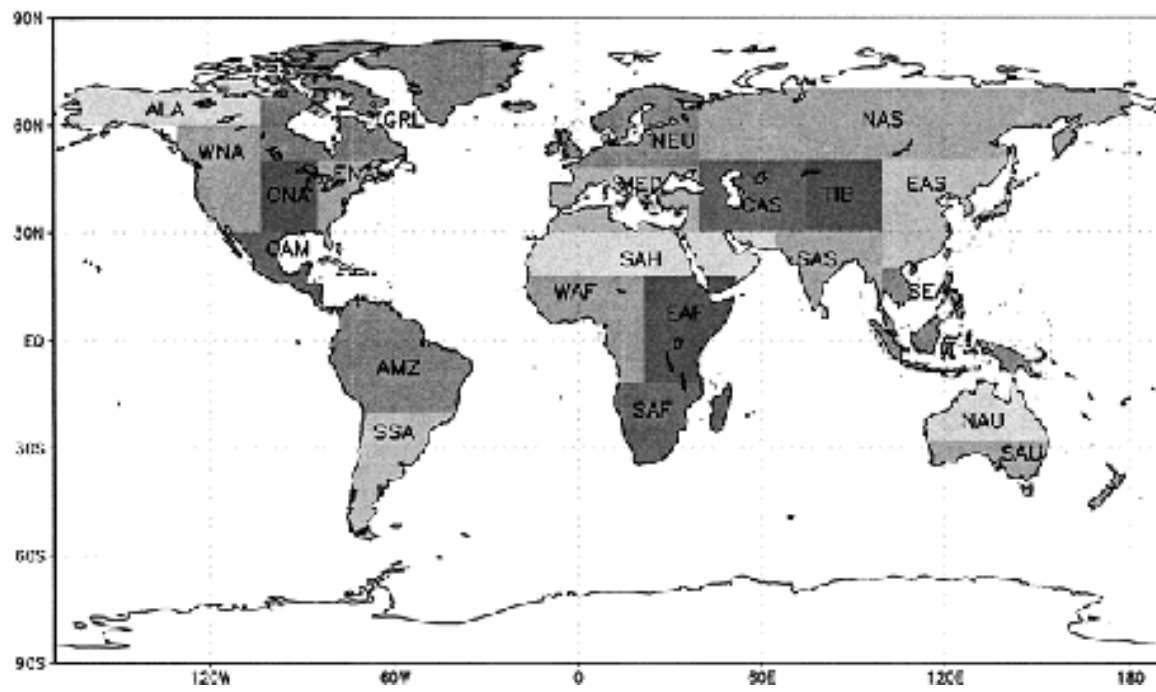 90N
ALA
GRL
NAS
60N
NEU
WNA
MED
EAS
CNA
CAS
TIB
30N
CAM
SAH
SAS
WAF
SEA
EAF
EQ
AMZ
SAF
NAU
SSA
30S
SAU
60S
90S
120W
60W
0
60E
120E
180